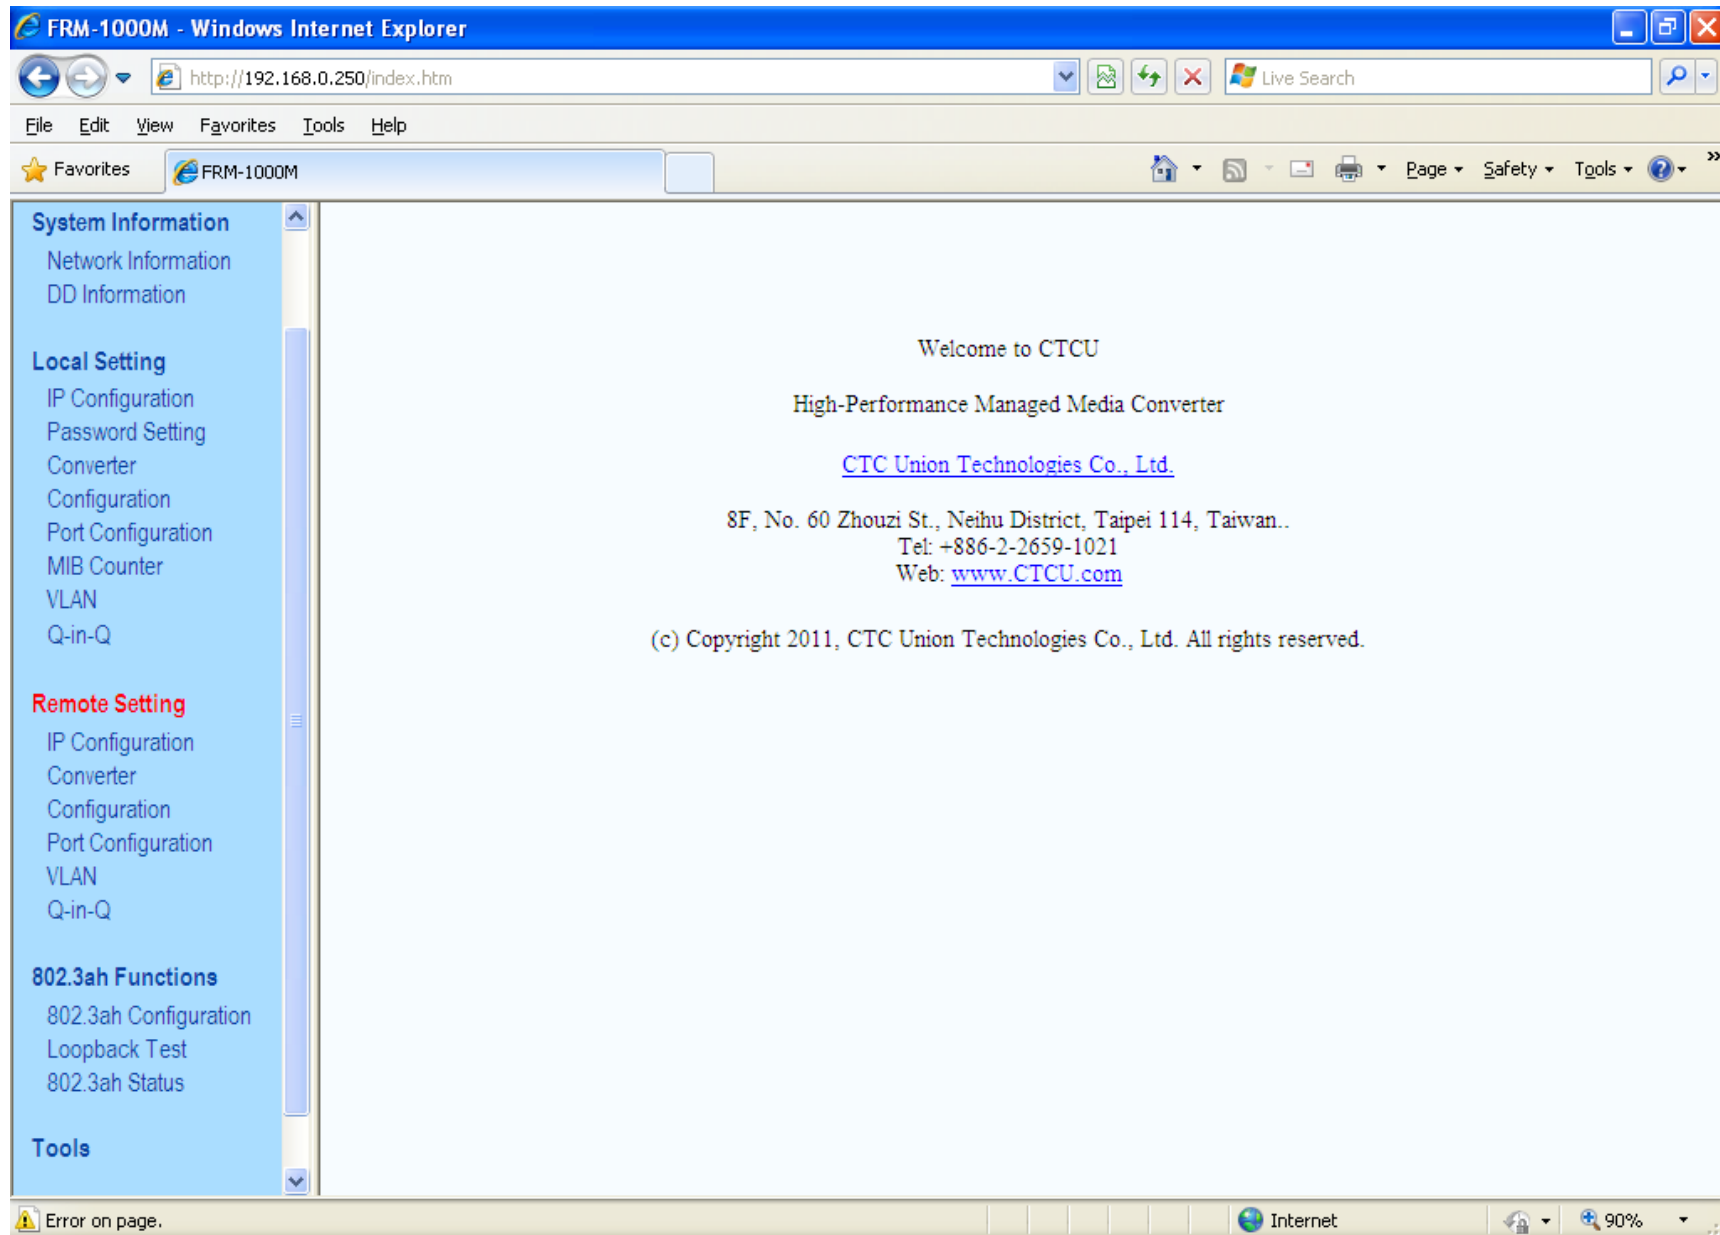 FRM-1000M - Windows Internet Explorer
http://192.168.0.250/index.htm
Live Search
File Edit View Favorites Tools Help
Favorites FRM-1000M Page Safety Tools
System Information
Network Information
DD Information
Local Setting
IP Configuration
Password Setting
Converter
Configuration
Port Configuration
MIB Counter
VLAN
Q-in-Q
Remote Setting
IP Configuration
Converter
Configuration
Port Configuration
VLAN
Q-in-Q
802.3ah Functions
802.3ah Configuration
Loopback Test
802.3ah Status
Tools
Welcome to CTCU
High-Performance Managed Media Converter
CTC Union Technologies Co., Ltd.
8F, No. 60 Zhouzi St., Neihu District, Taipei 114, Taiwan..
Tel: +886-2-2659-1021
Web: www.CTCU.com
(c) Copyright 2011, CTC Union Technologies Co., Ltd. All rights reserved.
Error on page. Internet 90%